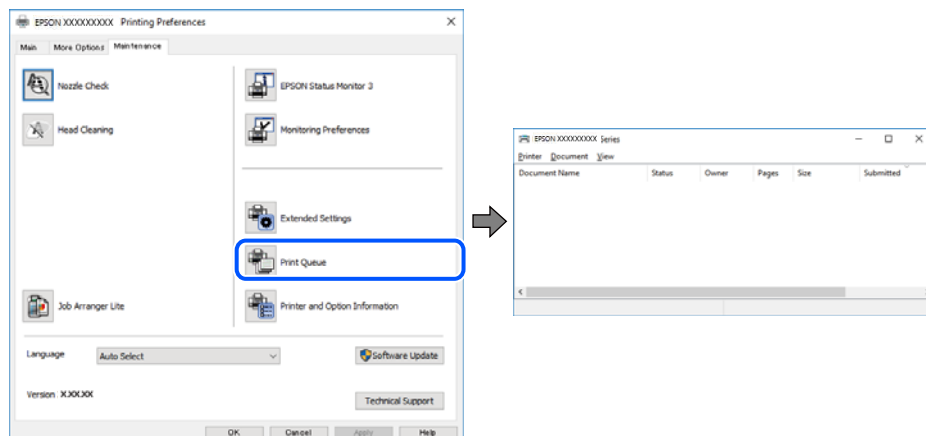 EPSON XXXXXXXXX Printing Preferences
Main More Options Maintenance
Nozzle Check
Head Cleaning
Job Arranger Lite
EPSON Status Monitor 3
Monitoring Preferences
Extended Settings
Print Queue
Printer and Option Information
Language Auto Select
Software Update
Version X.XX.XX
Technical Support
OK Cancel Apply Help
EPSON XXXXXXXXX Series
Printer Document View
Document Name Status Owner Pages Size Submitted